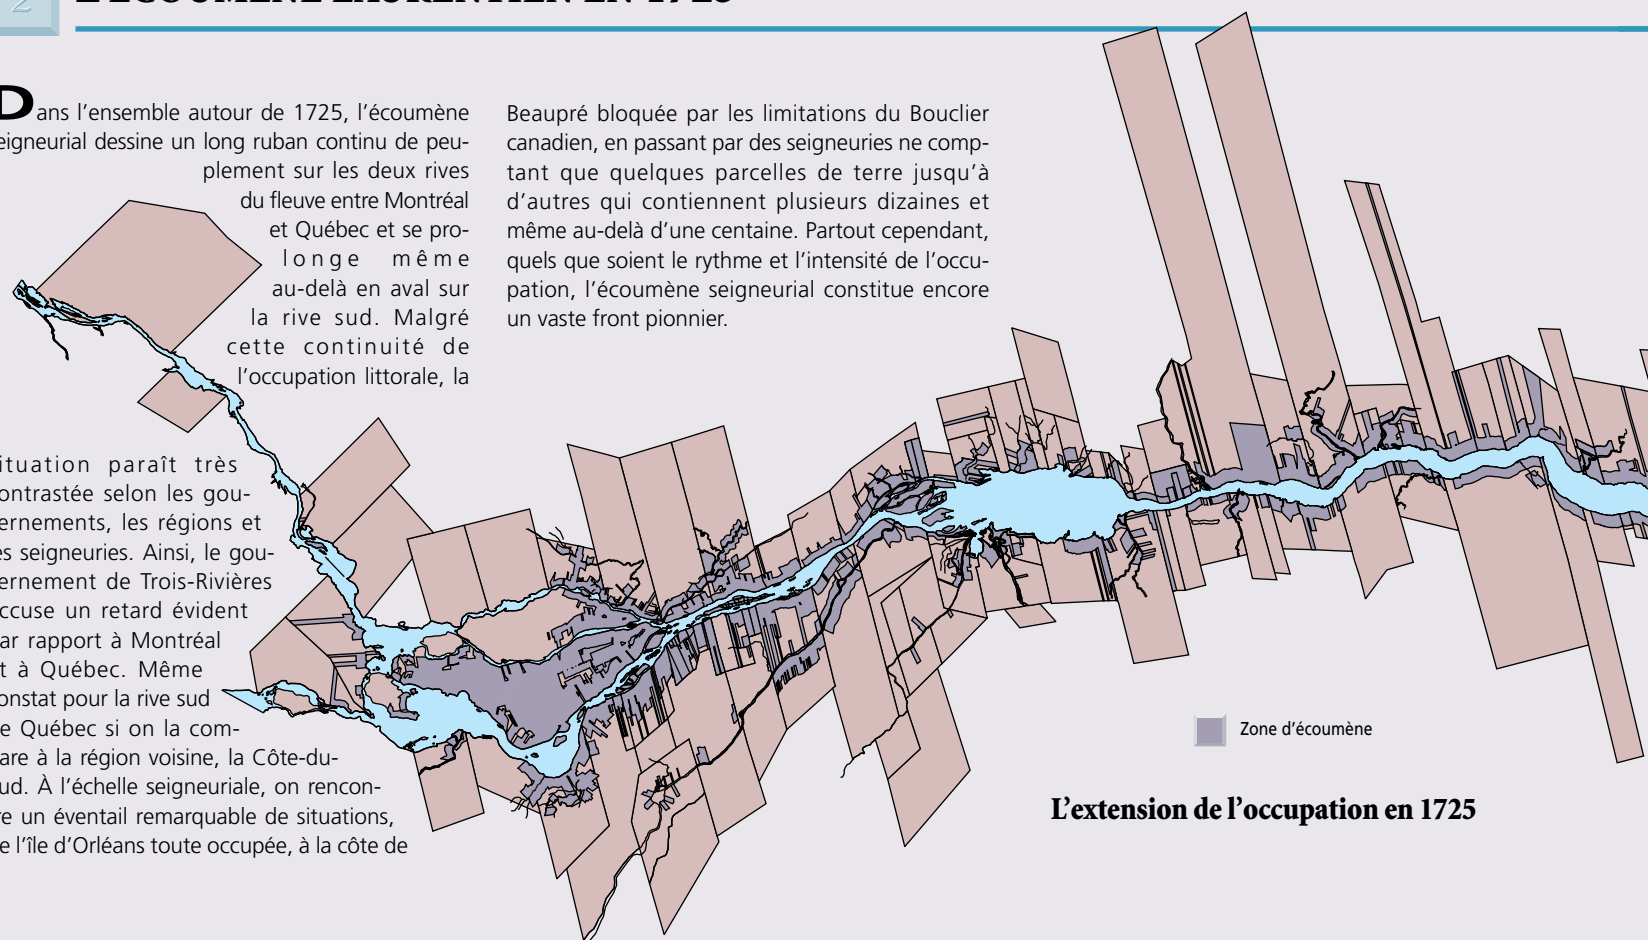 2
L'ÉCOUMÈNE LAURENTIEN EN 1725
Dans l'ensemble autour de 1725, l'écoumène
eigneurial dessine un long ruban continu de peu-
plement sur les deux rives
du fleuve entre Montréal
et Québec et se pro-
longe même
au-delà en aval sur
la rive sud. Malgré
cette continuité de
l'occupation littorale, la
ituation paraît très
ontrastée selon les gou-
ernements, les régions et
es seigneuries. Ainsi, le gou-
ernement de Trois-Rivières
ccuse un retard évident
ar rapport à Montréal
t à Québec. Même
onstat pour la rive sud
e Québec si on la com-
are à la région voisine, la Côte-du-
ud. À l'échelle seigneuriale, on rencon-
re un éventail remarquable de situations,
e l'île d'Orléans toute occupée, à la côte de
Beaupré bloquée par les limitations du Bouclier
canadien, en passant par des seigneuries ne comp-
tant que quelques parcelles de terre jusqu'à
d'autres qui contiennent plusieurs dizaines et
même au-delà d'une centaine. Partout cependant,
quels que soient le rythme et l'intensité de l'occu-
pation, l'écoumène seigneurial constitue encore
un vaste front pionnier.
Zone d'écoumène
L'extension de l'occupation en 1725